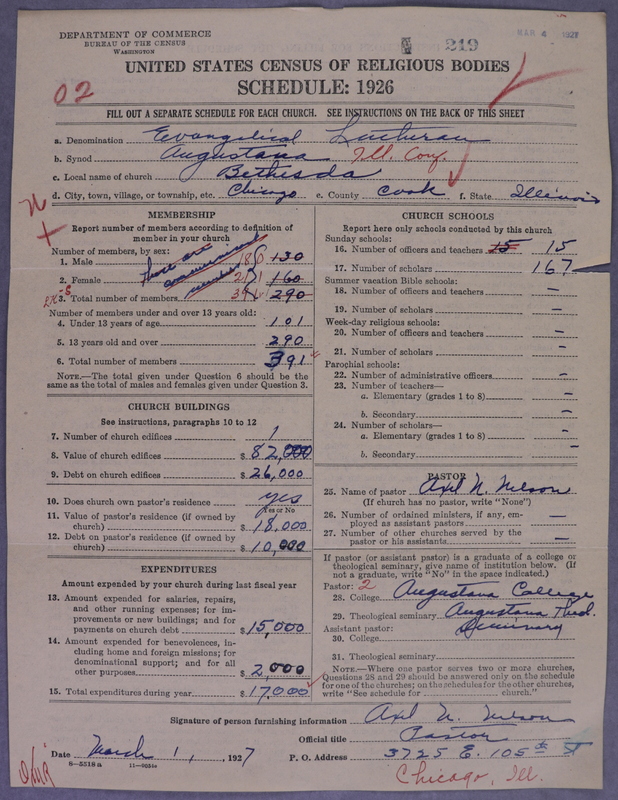 DEPARTMENT OF COMMERCE
BUREAU OF THE CENSUS
WASHINGTON
219
MAR 4 1927
UNITED STATES CENSUS OF RELIGIOUS BODIES
SCHEDULE: 1926
02
FILL OUT A SEPARATE SCHEDULE FOR EACH CHURCH. SEE INSTRUCTIONS ON THE BACK OF THIS SHEET
a. Denomination Evangelical Lutheran
b. Synod Augustana Ill. Conf.
c. Local name of church Bethesda
d. City, town, village, or township, etc. Chicago e. County Cook f. State Illinois
MEMBERSHIP
Report number of members according to definition of
member in your church
Number of members, by sex:
these are communicant members
1. Male 130
2. Female 160
3. Total number of members 290
Number of members under and over 13 years old:
4. Under 13 years of age 101
5. 13 years old and over 290
6. Total number of members 391
NOTE.—The total given under Question 6 should be the
same as the total of males and females given under Question 3.
CHURCH BUILDINGS
See instructions, paragraphs 10 to 12
7. Number of church edifices 1
8. Value of church edifices $ 82,000
9. Debt on church edifices $ 26,000
10. Does church own pastor's residence yes
(Yes or No)
11. Value of pastor's residence (if owned by
church) $ 18,000
12. Debt on pastor's residence (if owned by
church) $ 10,000
EXPENDITURES
Amount expended by your church during last fiscal year
13. Amount expended for salaries, repairs,
and other running expenses; for im-
provements or new buildings; and for
payments on church debt $ 15,000
14. Amount expended for benevolences, in-
cluding home and foreign missions; for
denominational support; and for all
other purposes $ 2,000
15. Total expenditures during year $ 17,000
CHURCH SCHOOLS
Report here only schools conducted by this church
Sunday schools:
16. Number of officers and teachers 15 15
17. Number of scholars 167
Summer vacation Bible schools:
18. Number of officers and teachers —
19. Number of scholars —
Week-day religious schools:
20. Number of officers and teachers —
21. Number of scholars —
Parochial schools:
22. Number of administrative officers —
23. Number of teachers—
a. Elementary (grades 1 to 8) —
b. Secondary —
24. Number of scholars—
a. Elementary (grades 1 to 8) —
b. Secondary —
PASTOR
25. Name of pastor Axel N. Nelson
(If church has no pastor, write "None")
26. Number of ordained ministers, if any, em-
ployed as assistant pastors —
27. Number of other churches served by the
pastor or his assistants —
If pastor (or assistant pastor) is a graduate of a college or
theological seminary, give name of institution below. (If
not a graduate, write "No" in the space indicated.)
Pastor: 2
28. College Augustana College
29. Theological seminary Augustana Theol.
Seminary
Assistant pastor:
30. College
31. Theological seminary
NOTE.—Where one pastor serves two or more churches,
Questions 28 and 29 should be answered only on the schedule
for one of the churches; on the schedules for the other churches,
write "See schedule for church."
Signature of person furnishing information Axel N. Nelson
Official title Pastor
Date March 1, 1927 P. O. Address 3725 E. 105th St
8-5518a 11-9054a
Chicago, Ill.